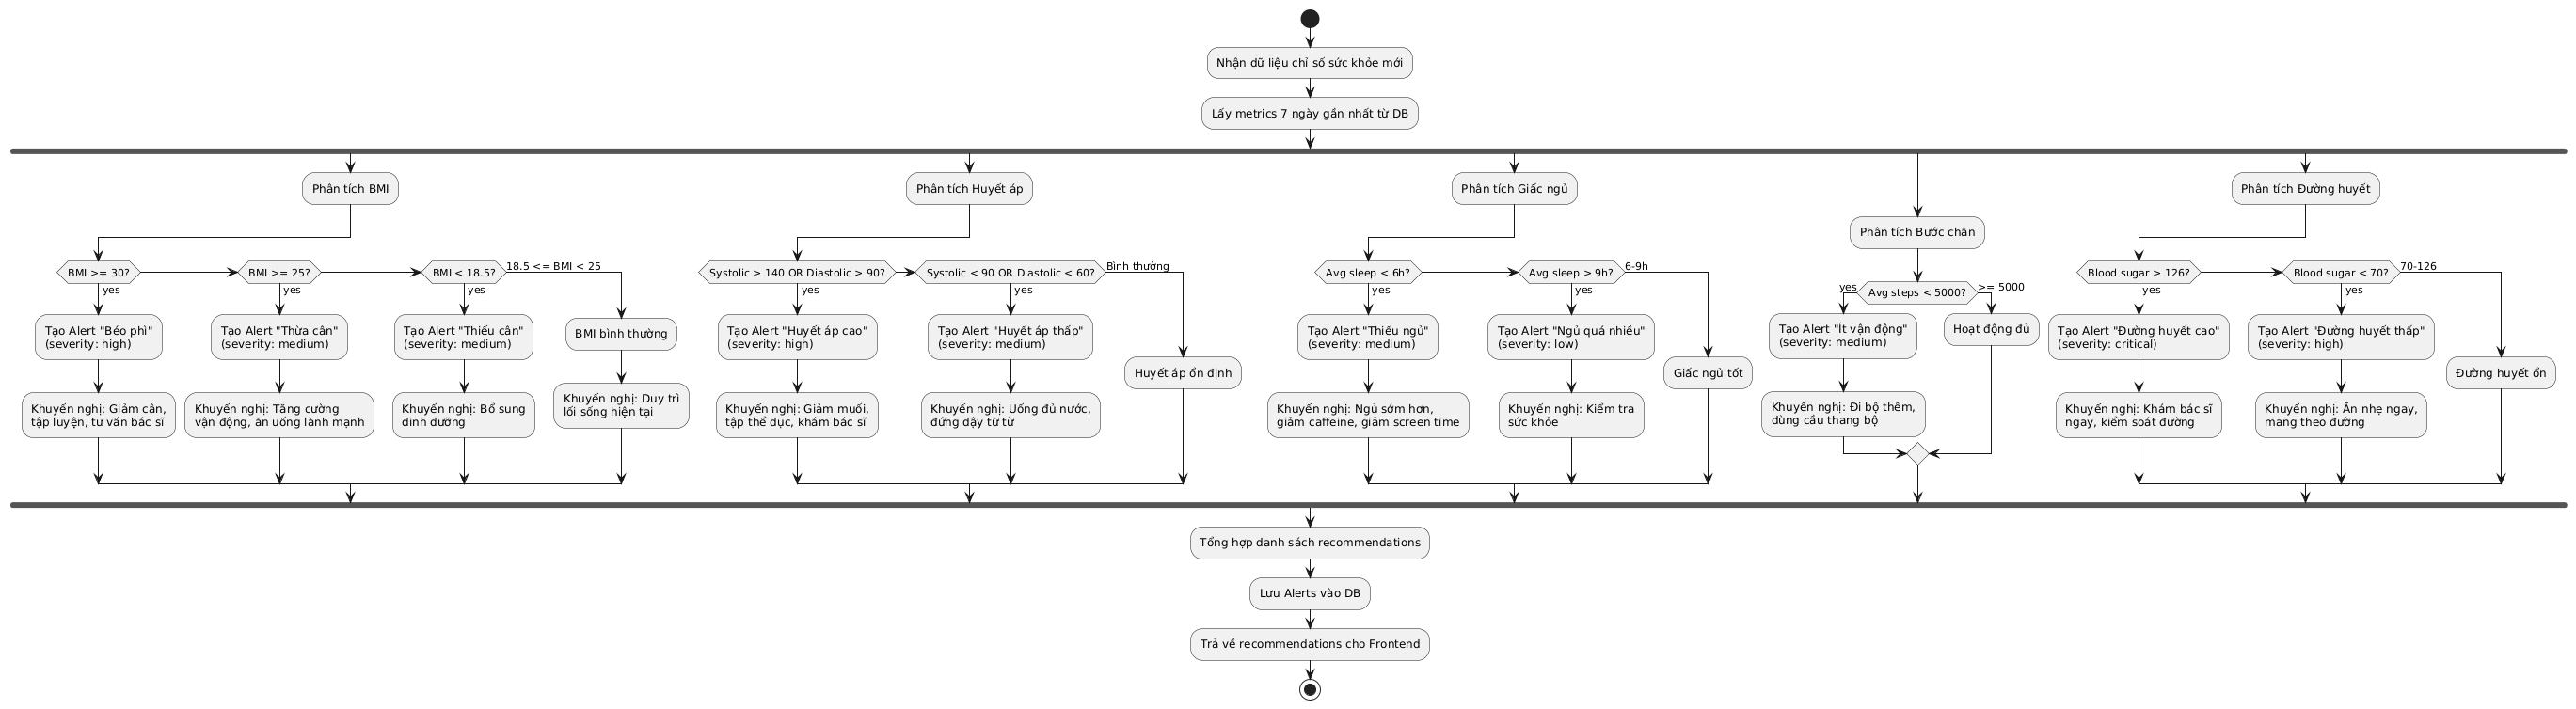 Nhận dữ liệu chỉ số sức khỏe mới
Lấy metrics 7 ngày gần nhất từ DB
Phân tích BMI
BMI >= 30?
yes
Tạo Alert "Béo phì"
(severity: high)
Khuyến nghị: Giảm cân,
tập luyện, tư vấn bác sĩ
BMI >= 25?
yes
Tạo Alert "Thừa cân"
(severity: medium)
Khuyến nghị: Tăng cường
vận động, ăn uống lành mạnh
BMI < 18.5?
yes
Tạo Alert "Thiếu cân"
(severity: medium)
Khuyến nghị: Bổ sung
dinh dưỡng
18.5 <= BMI < 25
BMI bình thường
Khuyến nghị: Duy trì
lối sống hiện tại
Phân tích Huyết áp
Systolic > 140 OR Diastolic > 90?
yes
Tạo Alert "Huyết áp cao"
(severity: high)
Khuyến nghị: Giảm muối,
tập thể dục, khám bác sĩ
Systolic < 90 OR Diastolic < 60?
yes
Tạo Alert "Huyết áp thấp"
(severity: medium)
Khuyến nghị: Uống đủ nước,
đứng dậy từ từ
Bình thường
Huyết áp ổn định
Phân tích Giấc ngủ
Avg sleep < 6h?
yes
Tạo Alert "Thiếu ngủ"
(severity: medium)
Khuyến nghị: Ngủ sớm hơn,
giảm caffeine, giảm screen time
Avg sleep > 9h?
yes
Tạo Alert "Ngủ quá nhiều"
(severity: low)
Khuyến nghị: Kiểm tra
sức khỏe
6-9h
Giấc ngủ tốt
Phân tích Bước chân
Avg steps < 5000?
yes
Tạo Alert "Ít vận động"
(severity: medium)
Khuyến nghị: Đi bộ thêm,
dùng cầu thang bộ
>= 5000
Hoạt động đủ
Phân tích Đường huyết
Blood sugar > 126?
yes
Tạo Alert "Đường huyết cao"
(severity: critical)
Khuyến nghị: Khám bác sĩ
ngay, kiểm soát đường
Blood sugar < 70?
yes
Tạo Alert "Đường huyết thấp"
(severity: high)
Khuyến nghị: Ăn nhẹ ngay,
mang theo đường
70-126
Đường huyết ổn
Tổng hợp danh sách recommendations
Lưu Alerts vào DB
Trả về recommendations cho Frontend